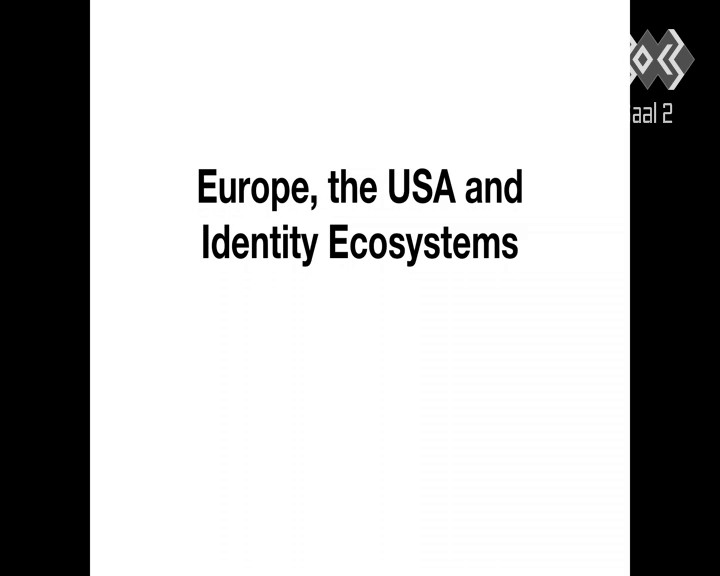 Europe, the USA and
Identity Ecosystems
aal 2